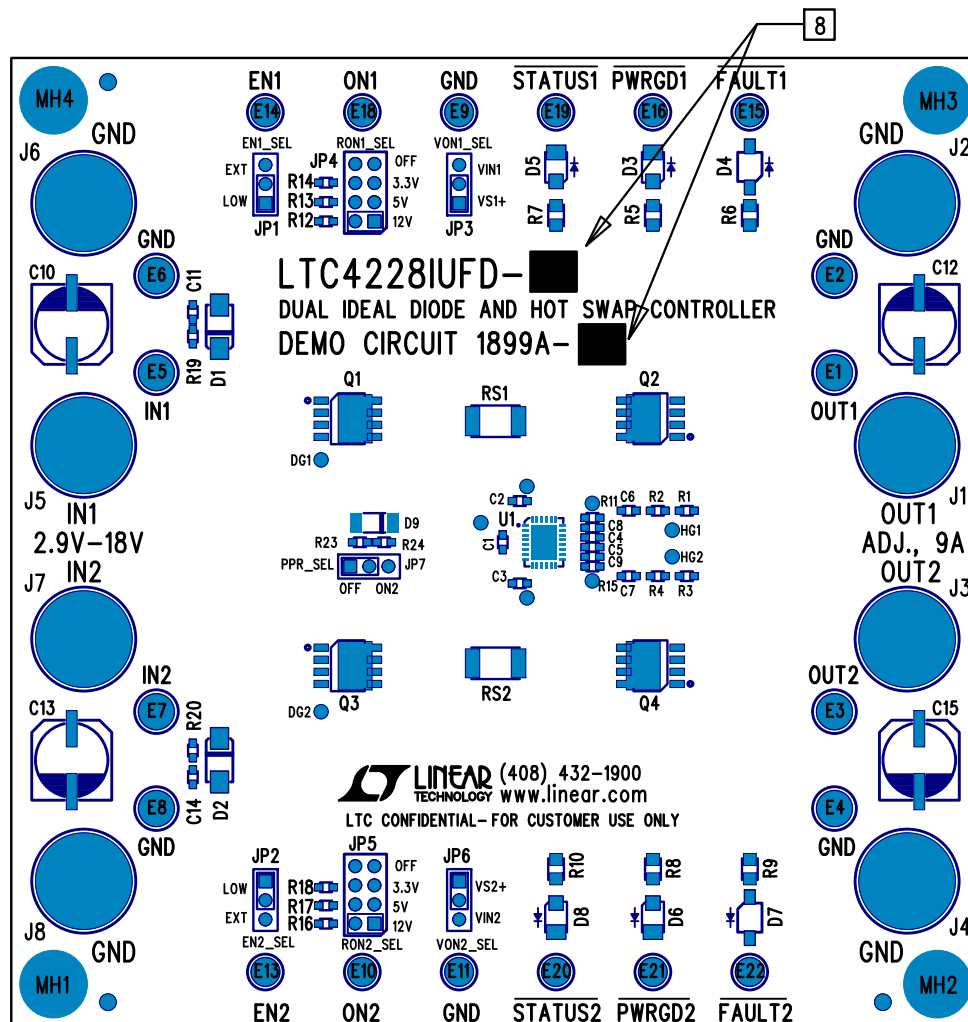 8
EN1 ON1 GND STATUS1 PWRGD1 FAULT1
MH4 E14 E18 E9 E19 E16 E15 MH3
GND GND
J6 J2
EN1_SEL RON1_SEL VON1_SEL
EXT JP4 OFF VIN1 D5 D3 D4
R14 3.3V
LOW R13 5V VS1+
R12 12V R7 R5 R6
JP1 JP3
GND GND
E6 E2
LTC4228IUFD-
C10 C11 C12
DUAL IDEAL DIODE AND HOT SWAP CONTROLLER
DEMO CIRCUIT 1899A-
R19 D1
E5 E1
IN1 OUT1
Q1 RS1 Q2
DG1
J5 J1
IN1 OUT1
2.9V-18V ADJ., 9A
IN2 OUT2
J7 J3
C2 R11 C6 R2 R1
U1 C8 HG1
D9 C4
R23 R24 C1 C5 HG2
PPR_SEL JP7 C9
OFF ON2 C3 R15 C7 R4 R3
IN2 OUT2
E7 E3
Q3 RS2 Q4
DG2
C13 R20 C15
C14 D2
E8 E4
GND GND
LINEAR (408) 432-1900
TECHNOLOGY www.linear.com
LTC CONFIDENTIAL-FOR CUSTOMER USE ONLY
JP2 JP5 JP6 R10 R8 R9
LOW OFF VS2+
R18 3.3V
R17 5V D8 D6 D7
EXT R16 12V VIN2
EN2_SEL RON2_SEL VON2_SEL
J8 J4
GND GND
MH1 E13 E10 E11 E20 E21 E22 MH2
EN2 ON2 GND STATUS2 PWRGD2 FAULT2